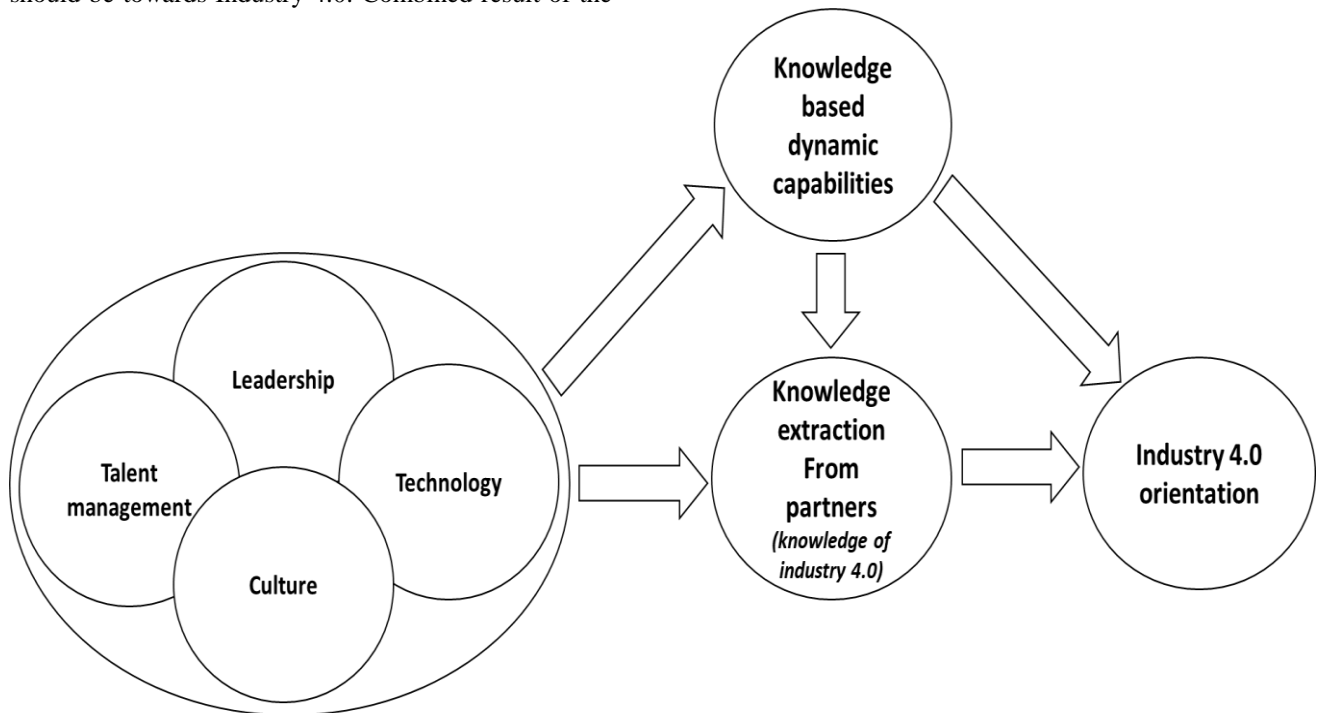 should be towards Industry 4.0. Combined result of the
Knowledge
based
dynamic
capabilities
Leadership
Talent
management
Technology
Culture
Knowledge
extraction
From
partners
(knowledge of
industry 4.0)
Industry 4.0
orientation